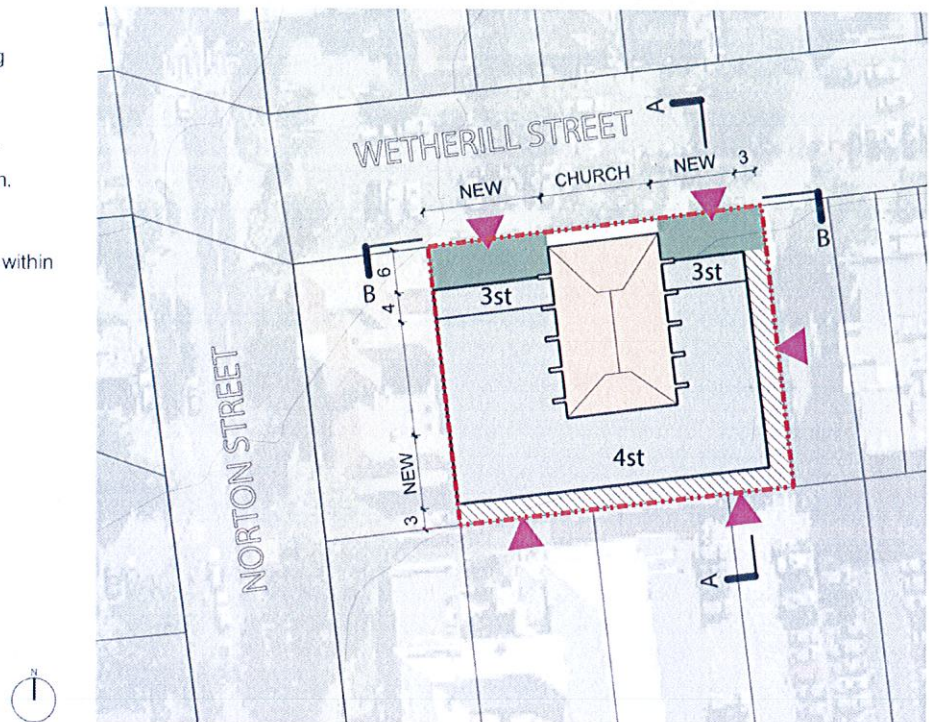 g
n.
within
WETHERILL STREET
A
NEW
CHURCH
NEW
3
B
B
6
4
3st
3st
NORTON STREET
NEW
4st
3
A
N